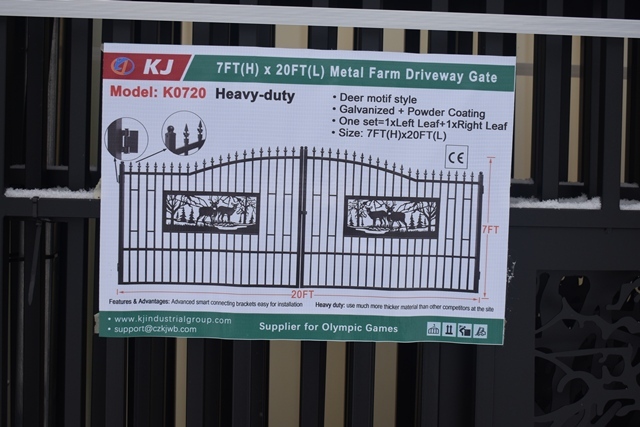 KJ
7FT(H) x 20FT(L) Metal Farm Driveway Gate
Model: K0720 Heavy-duty
• Deer motif style
• Galvanized + Powder Coating
• One set=1xLeft Leaf+1xRight Leaf
• Size: 7FT(H)x20FT(L)
CE
7FT
20FT
Features & Advantages: Advanced smart connecting brackets easy for installation
Heavy duty: use much more thicker material than other competitors at the site
• www.kjindustrialgroup.com
• support@czkjwb.com
Supplier for Olympic Games